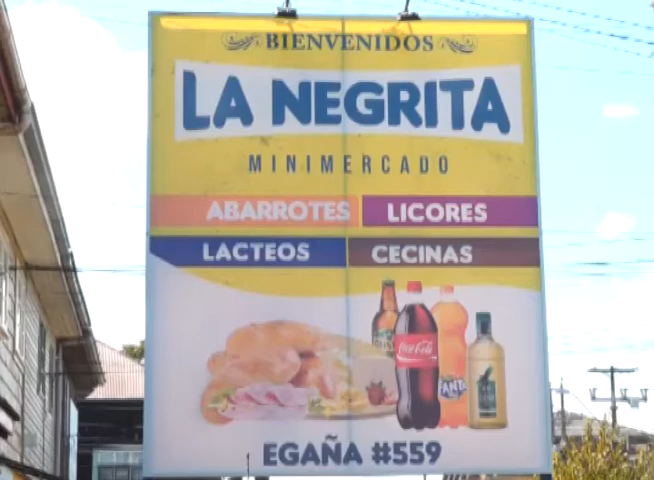 BIENVENIDOS
LA NEGRITA
MINIMERCADO
ABARROTES LICORES
LACTEOS CECINAS
Coca-Cola
FANTA
EGAÑA #559